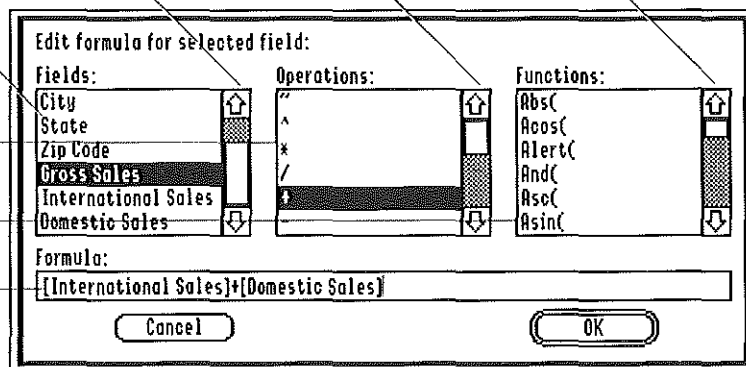 Edit formula for selected field:
Fields:
City
State
Zip Code
Gross Sales
International Sales
Domestic Sales
Operations:
"
^
*
/
+
-
Functions:
Abs(
Acos(
Alert(
And(
Asc(
Asin(
Formula:
[International Sales]+[Domestic Sales]
Cancel
OK